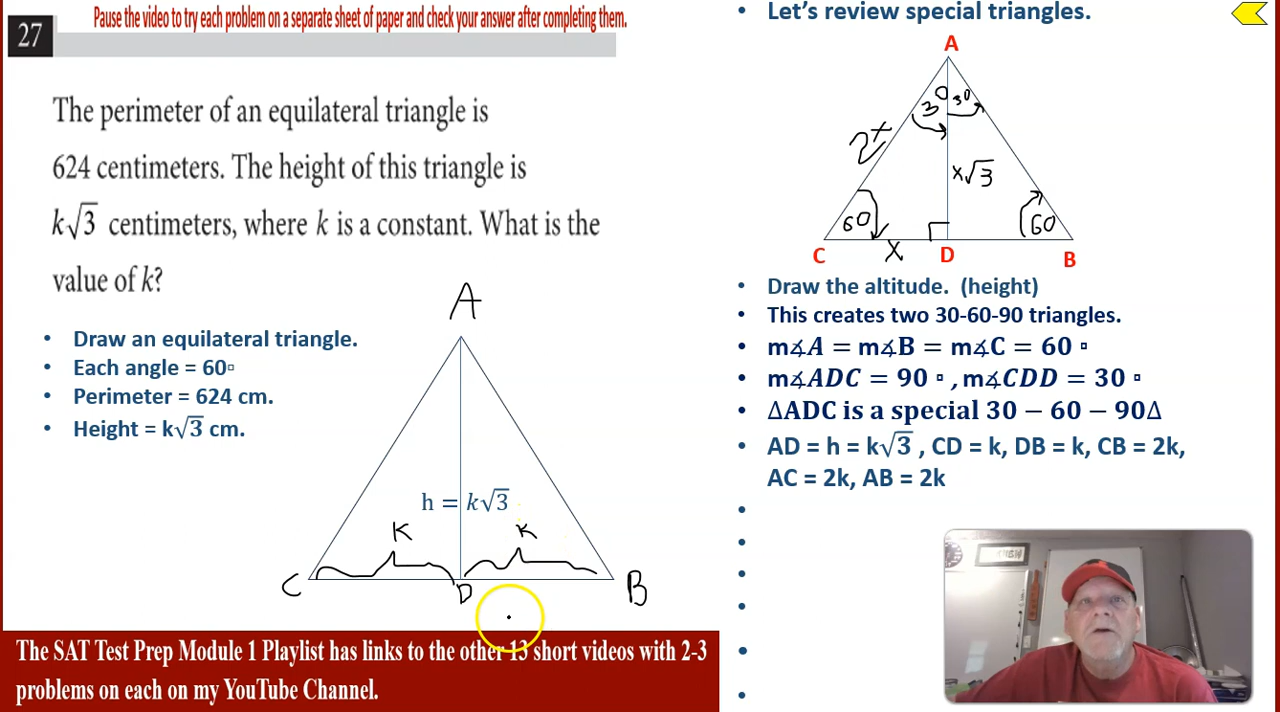 Pause the video to try each problem on a separate sheet of paper and check your answer after completing them.
27
The perimeter of an equilateral triangle is
624 centimeters. The height of this triangle is
k√3 centimeters, where k is a constant. What is the
value of k?
• Draw an equilateral triangle.
• Each angle = 60▫
• Perimeter = 624 cm.
• Height = k√3 cm.
A
h = k√3
K
K
C
D
B
The SAT Test Prep Module 1 Playlist has links to the other 13 short videos with 2-3
problems on each on my YouTube Channel.
• Let's review special triangles.
A
30
30
2x
x√3
60
60
C
x
D
B
• Draw the altitude. (height)
• This creates two 30-60-90 triangles.
• m∡A = m∡B = m∡C = 60 ▫
• m∡ADC = 90 ▫ , m∡CDD = 30 ▫
• ΔADC is a special 30 − 60 − 90Δ
• AD = h = k√3 , CD = k, DB = k, CB = 2k,
AC = 2k, AB = 2k